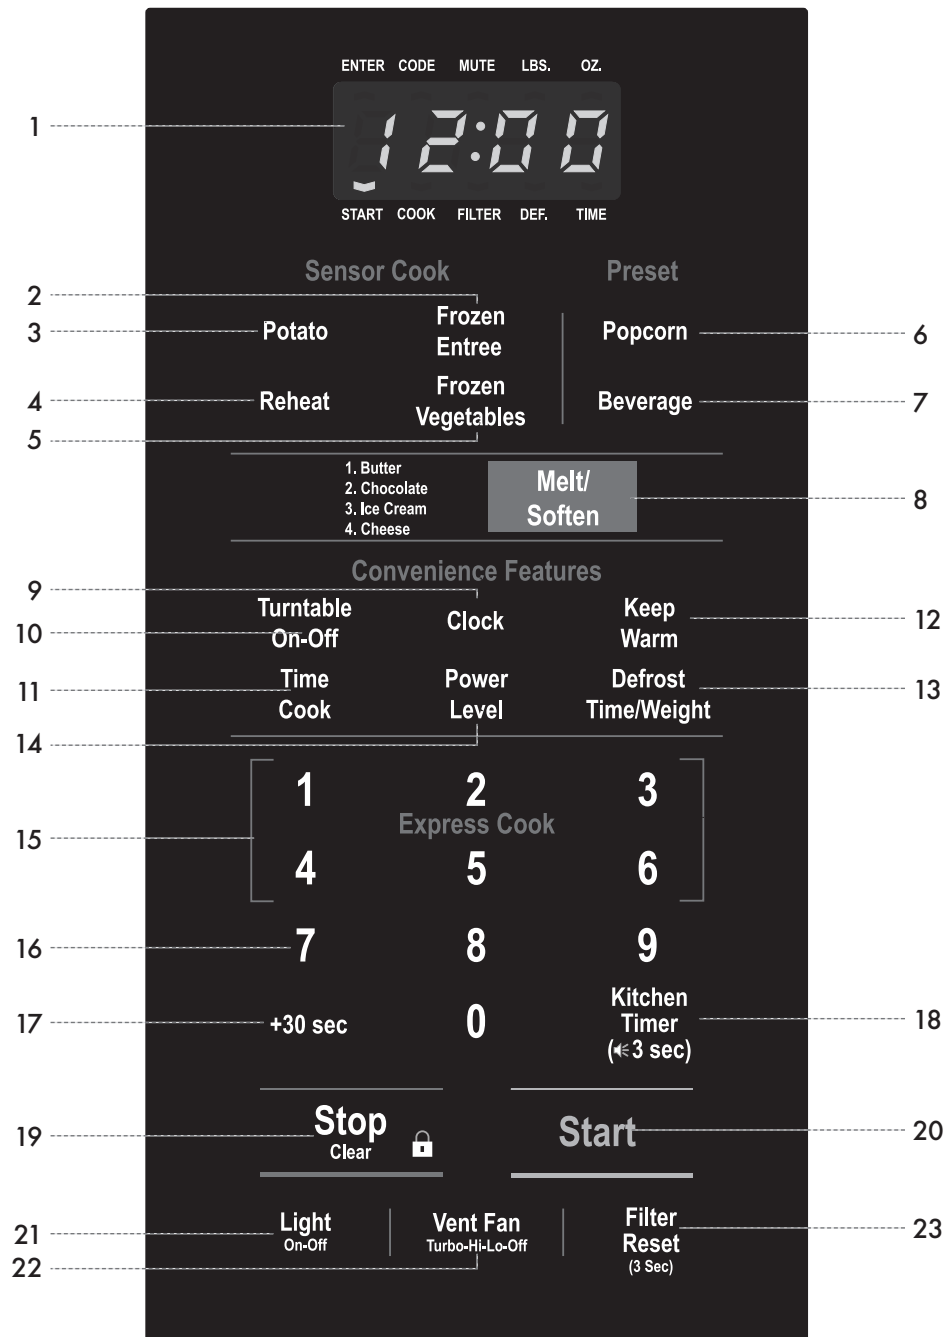 ENTER CODE MUTE LBS. OZ.
1
12:00
START COOK FILTER DEF. TIME
Sensor Cook
Preset
2
3
Potato
Frozen
Entree
Popcorn
6
4
Reheat
Frozen
Vegetables
Beverage
7
5
1. Butter
2. Chocolate
3. Ice Cream
4. Cheese
Melt/
Soften
8
Convenience Features
9
10
Turntable
On-Off
Clock
Keep
Warm
12
11
Time
Cook
Power
Level
Defrost
Time/Weight
13
14
1 2 3
Express Cook
15
4 5 6
16
7 8 9
17
+30 sec
0
Kitchen
Timer
(3 sec)
18
19
Stop
Clear
Start
20
21
Light
On-Off
Vent Fan
Turbo-Hi-Lo-Off
Filter
Reset
(3 Sec)
23
22